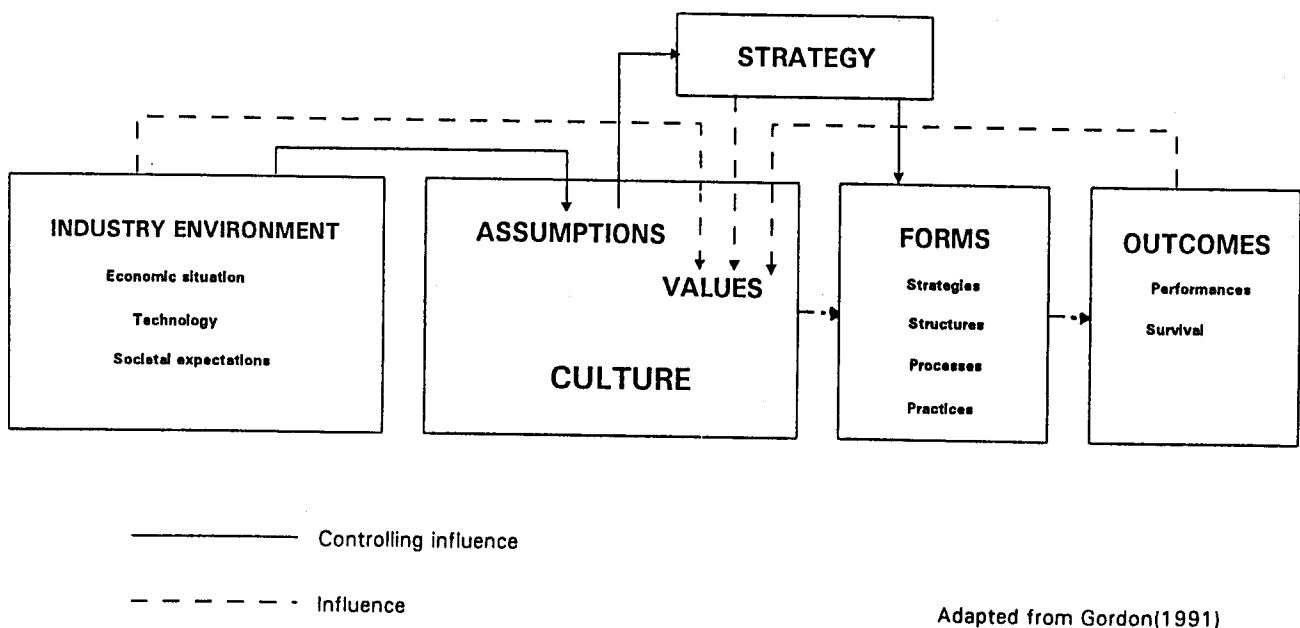 STRATEGY
INDUSTRY ENVIRONMENT
Economic situation
Technology
Societal expectations
ASSUMPTIONS
VALUES
CULTURE
FORMS
Strategies
Structures
Processes
Practices
OUTCOMES
Performances
Survival
Controlling influence
Influence
Adapted from Gordon(1991)